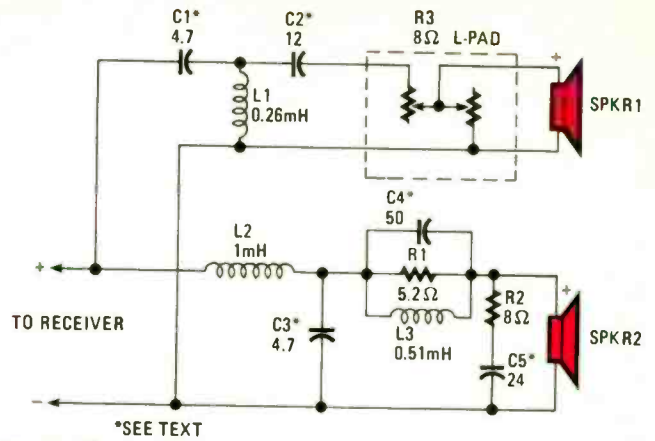 C1*
4.7
C2*
12
R3
8Ω L-PAD
+
L1
0.26mH
SPKR1
L2
1mH
C4*
50
R1
5.2Ω
L3
0.51mH
+
TO RECEIVER
–
C3*
4.7
R2
8Ω
C5*
24
+
SPKR2
*SEE TEXT